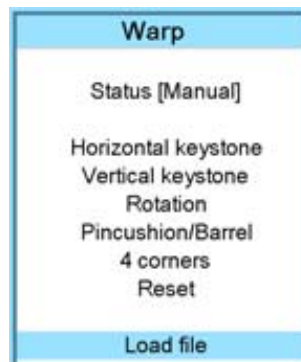 Warp
Status [Manual]
Horizontal keystone
Vertical keystone
Rotation
Pincushion/Barrel
4 corners
Reset
Load file